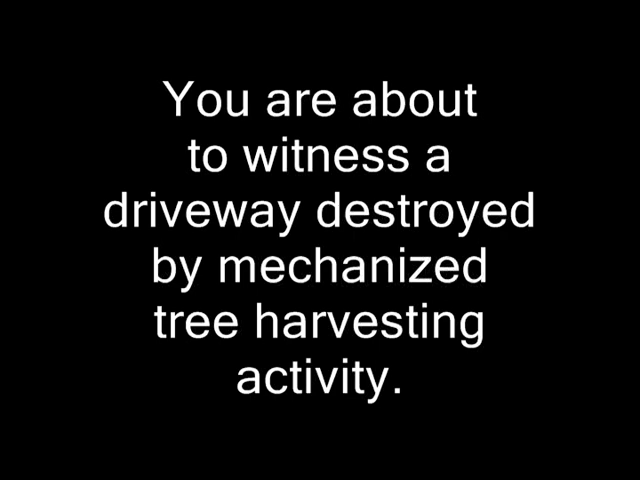 You are about
to witness a
driveway destroyed
by mechanized
tree harvesting
activity.